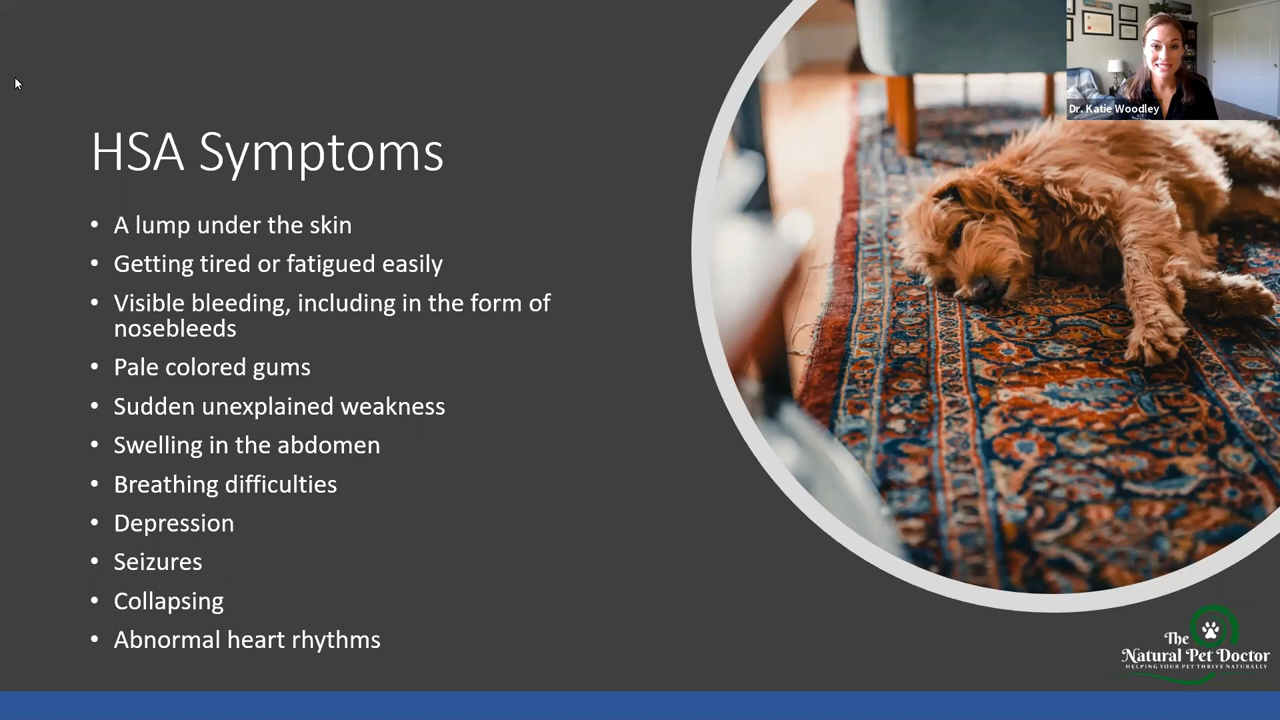 Dr. Katie Woodley
HSA Symptoms
• A lump under the skin
• Getting tired or fatigued easily
• Visible bleeding, including in the form of
nosebleeds
• Pale colored gums
• Sudden unexplained weakness
• Swelling in the abdomen
• Breathing difficulties
• Depression
• Seizures
• Collapsing
• Abnormal heart rhythms
The
Natural Pet Doctor
HELPING YOUR PET THRIVE NATURALLY